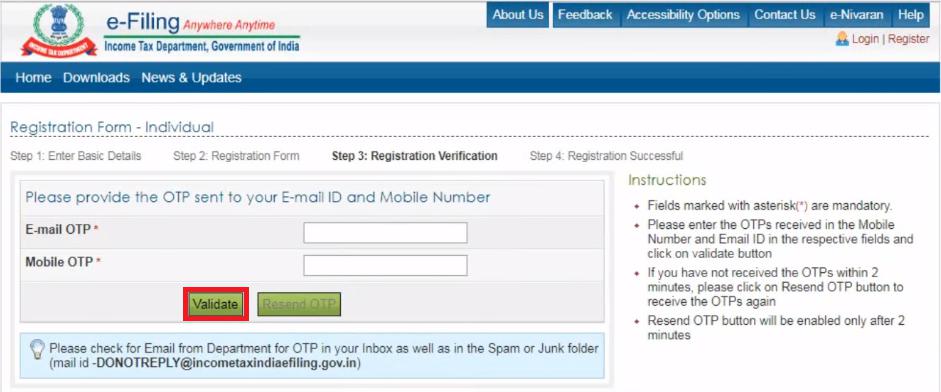 About Us Feedback Accessibility Options Contact Us e-Nivaran Help
e-Filing Anywhere Anytime
Income Tax Department, Government of India
INCOME TAX DEPARTMENT
Login | Register
Home Downloads News & Updates
Registration Form - Individual
Step 1: Enter Basic Details Step 2: Registration Form Step 3: Registration Verification Step 4: Registration Successful
Please provide the OTP sent to your E-mail ID and Mobile Number
E-mail OTP *
Mobile OTP *
Validate Resend OTP
Please check for Email from Department for OTP in your Inbox as well as in the Spam or Junk folder
(mail id -DONOTREPLY@incometaxindiaefiling.gov.in)
Instructions
Fields marked with asterisk(*) are mandatory.
Please enter the OTPs received in the Mobile
Number and Email ID in the respective fields and
click on validate button
If you have not received the OTPs within 2
minutes, please click on Resend OTP button to
receive the OTPs again
Resend OTP button will be enabled only after 2
minutes